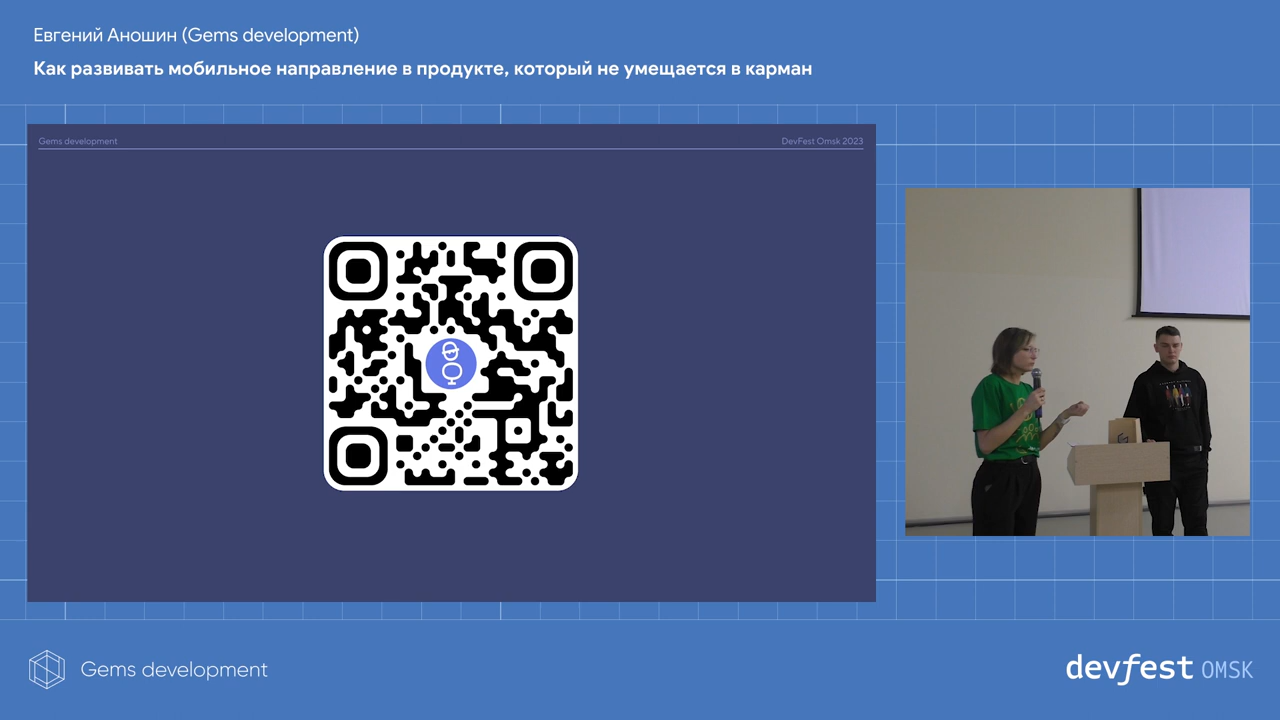 Евгений Аношин (Gems development)
Как развивать мобильное направление в продукте, который не умещается в карман
Gems development
DevFest Omsk 2023
Gems development
devfest OMSK